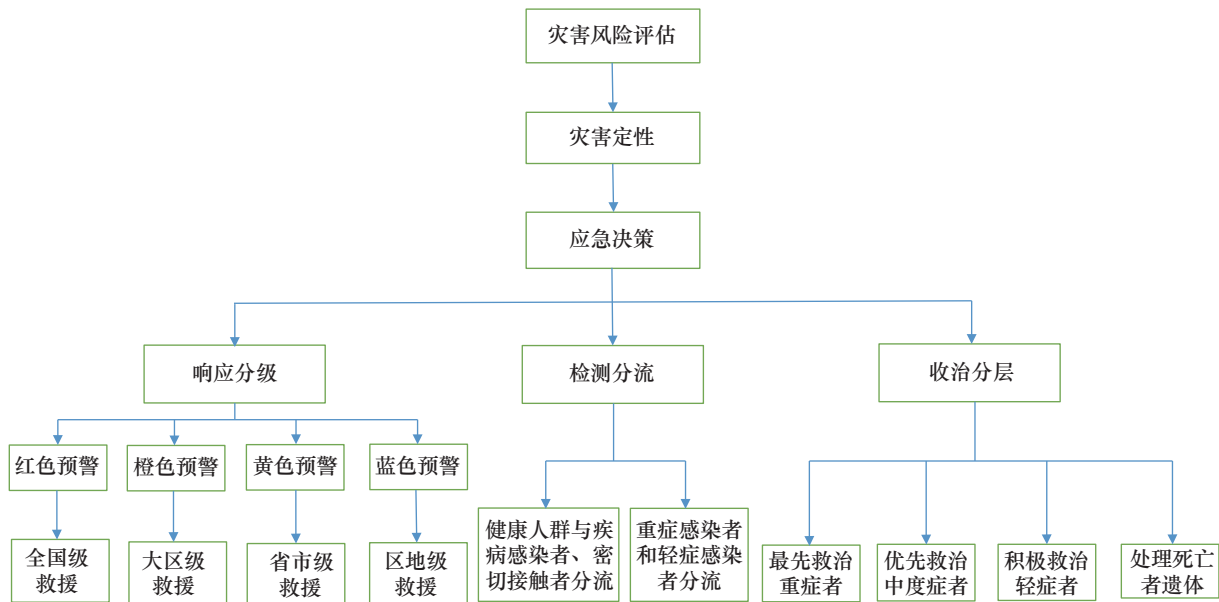 灾害风险评估
灾害定性
应急决策
响应分级
检测分流
收治分层
红色预警
橙色预警
黄色预警
蓝色预警
全国级
救援
大区级
救援
省市级
救援
区地级
救援
健康人群与疾
病感染者、密
切接触者分流
重症感染者
和轻症感染
者分流
最先救治
重症者
优先救治
中度症者
积极救治
轻症者
处理死亡
者遗体